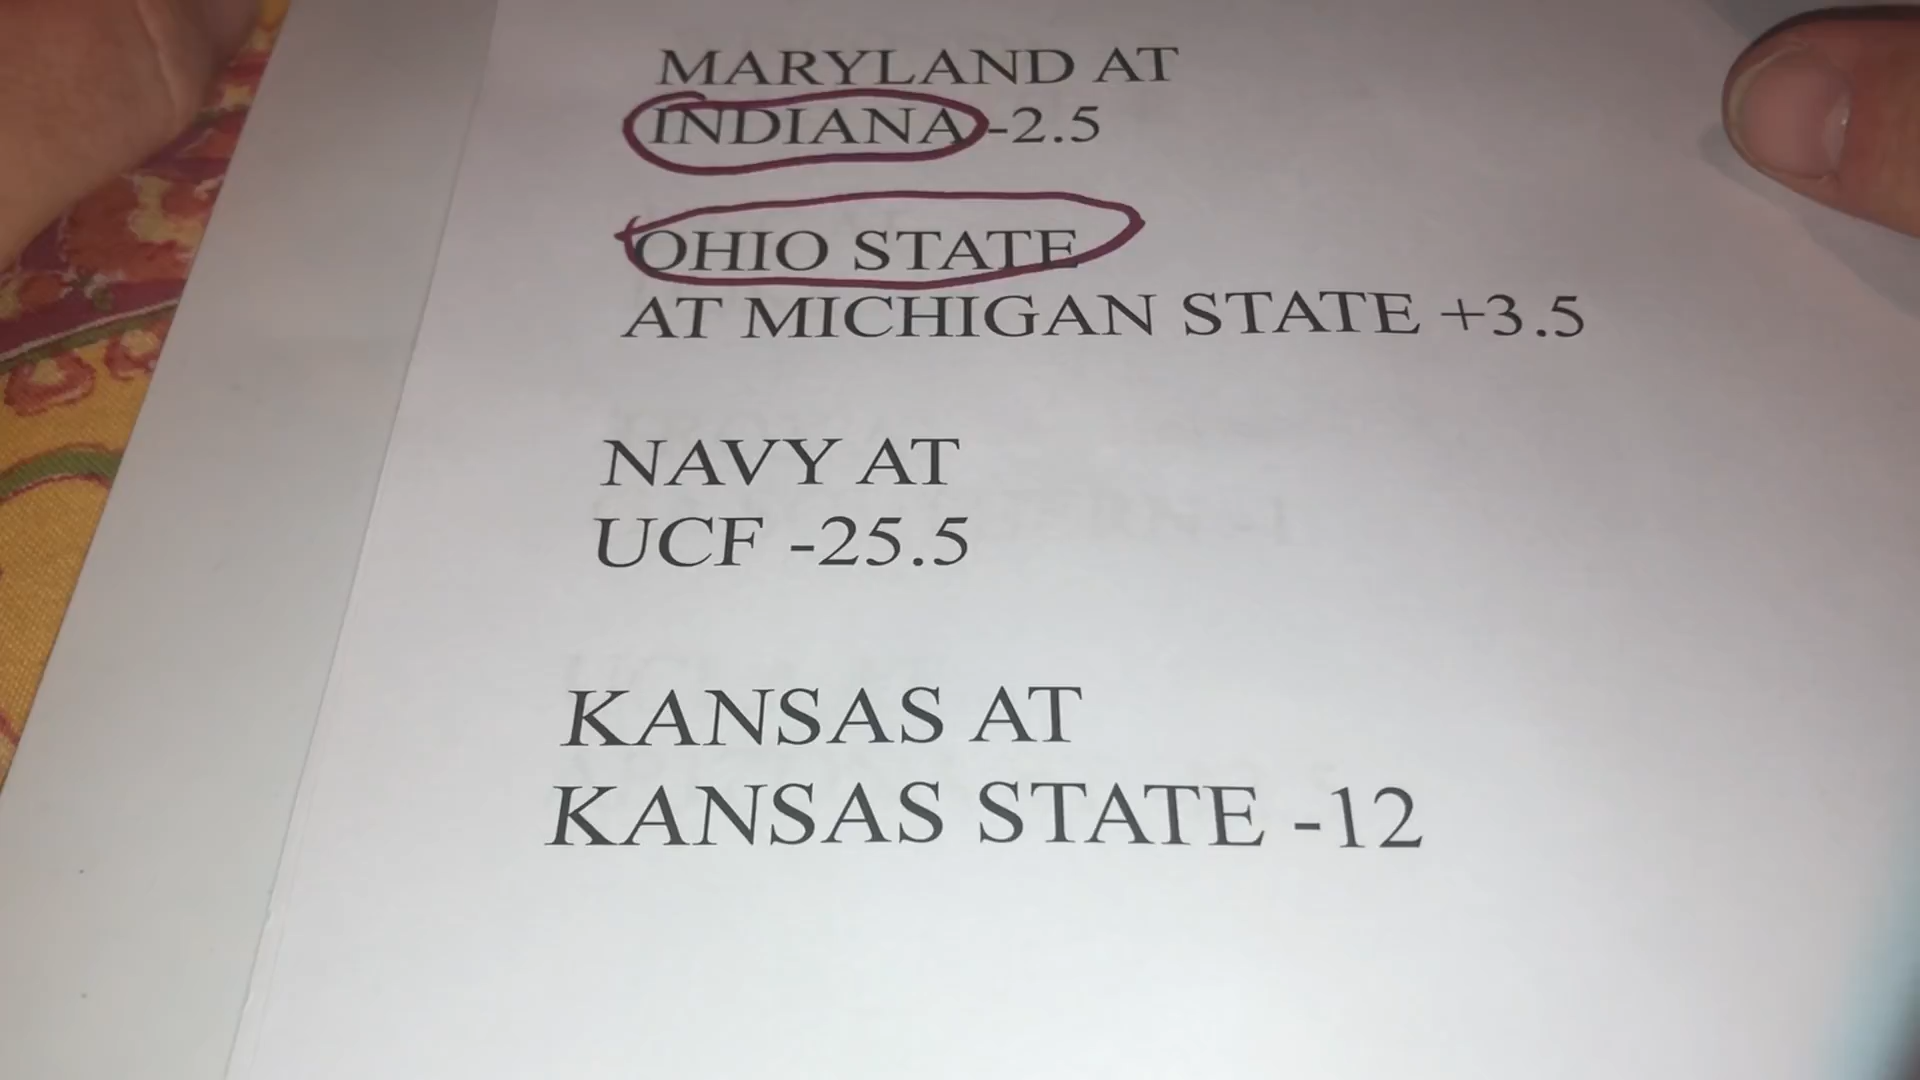 MARYLAND AT
INDIANA -2.5
OHIO STATE
AT MICHIGAN STATE +3.5
NAVY AT
UCF -25.5
KANSAS AT
KANSAS STATE -12